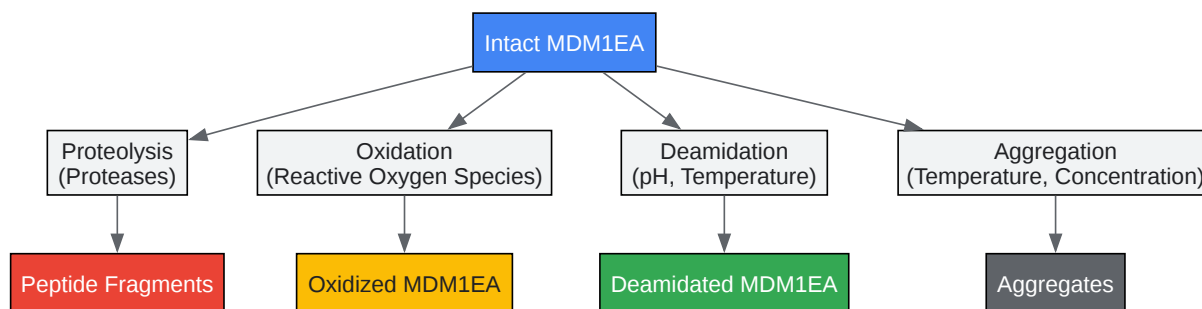 Intact MDM1EA
Proteolysis
(Proteases)
Oxidation
(Reactive Oxygen Species)
Deamidation
(pH, Temperature)
Aggregation
(Temperature, Concentration)
Peptide Fragments
Oxidized MDM1EA
Deamidated MDM1EA
Aggregates